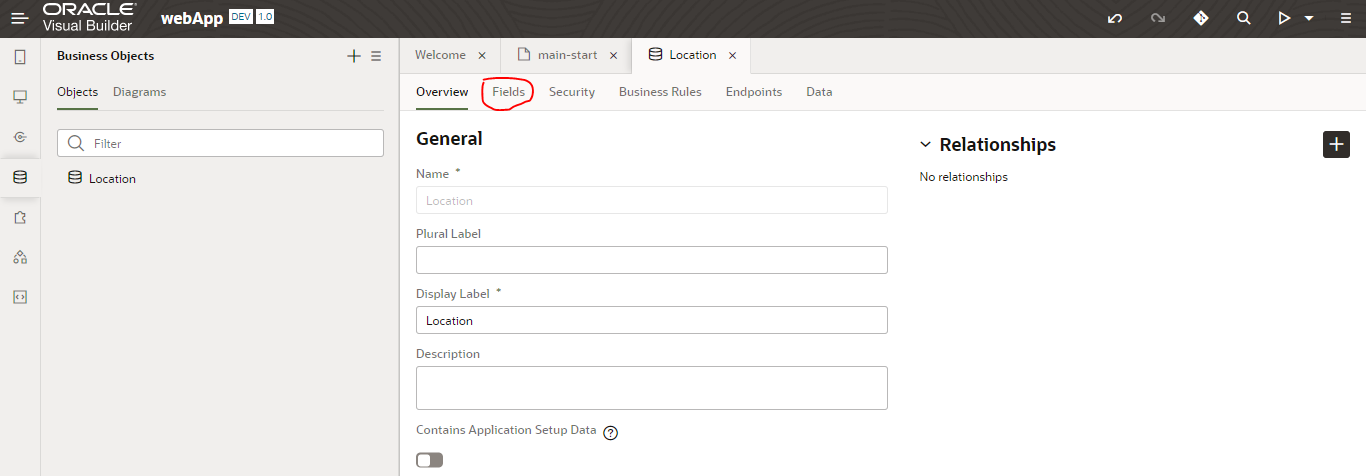 ORACLE
Visual Builder
webApp DEV 1.0
Business Objects
Objects Diagrams
Filter
Location
Welcome × main-start × Location ×
Overview Fields Security Business Rules Endpoints Data
General
Name *
Location
Plural Label
Display Label *
Location
Description
Contains Application Setup Data ?
Relationships
No relationships